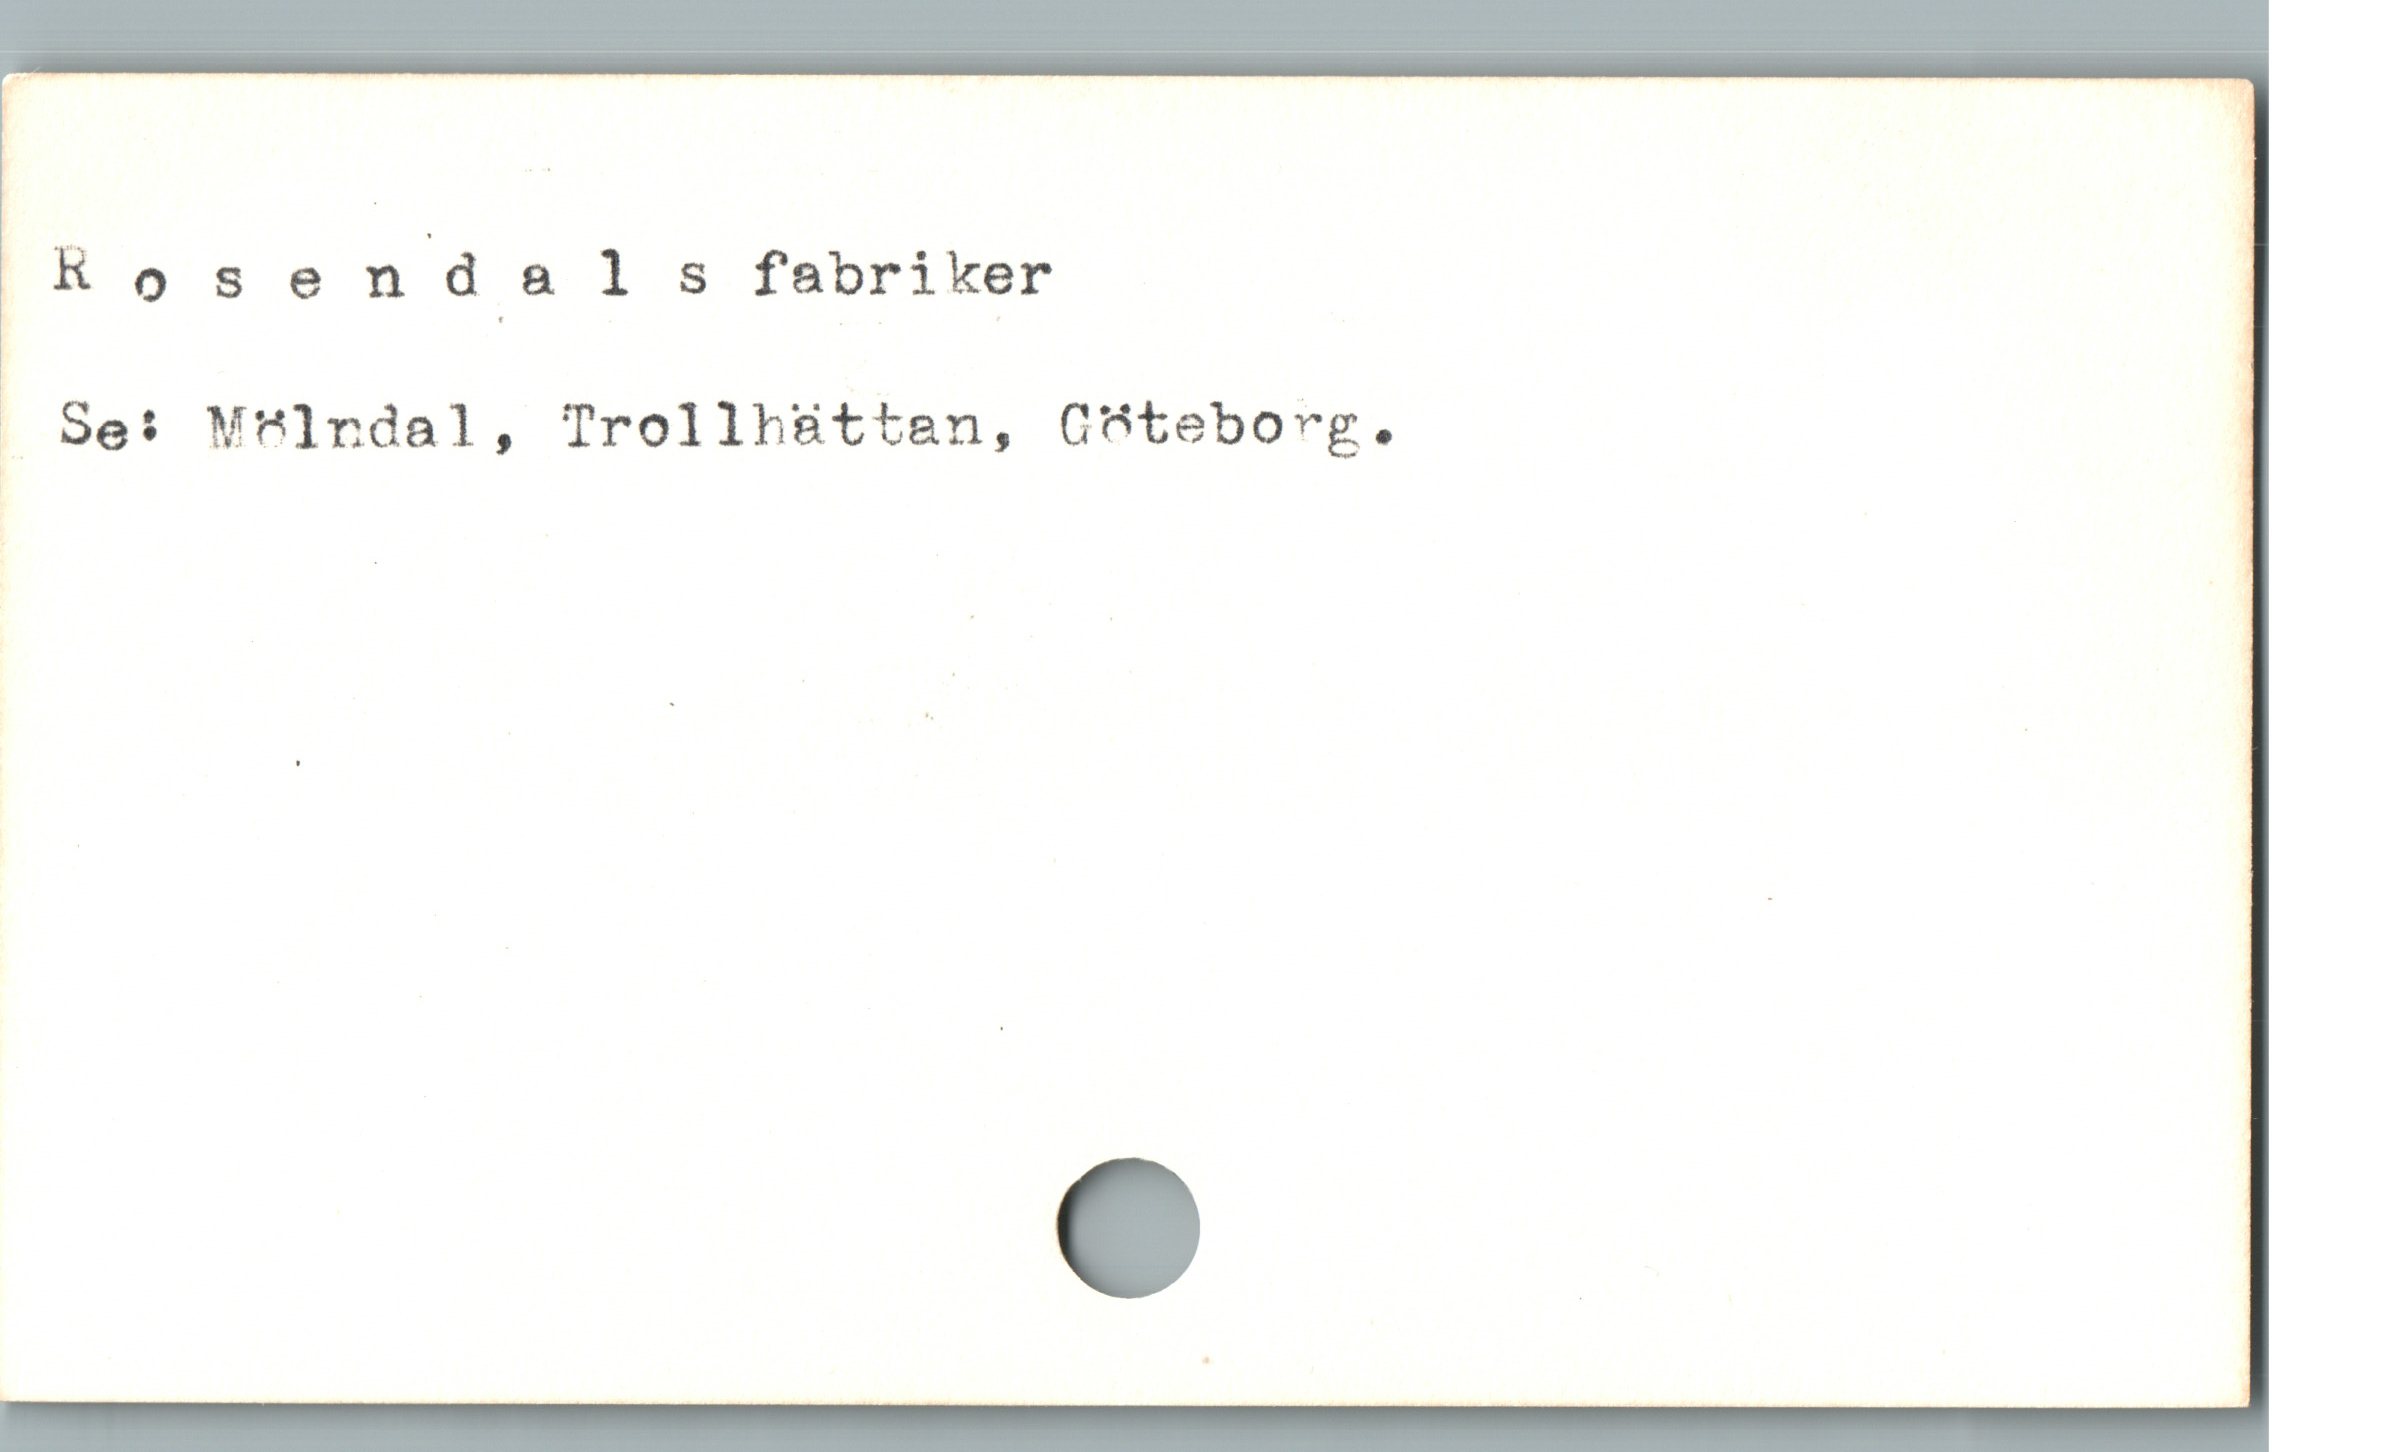 R o s e n d a l s fabriker
Se: Mölndal, Trollhättan, Göteborg.